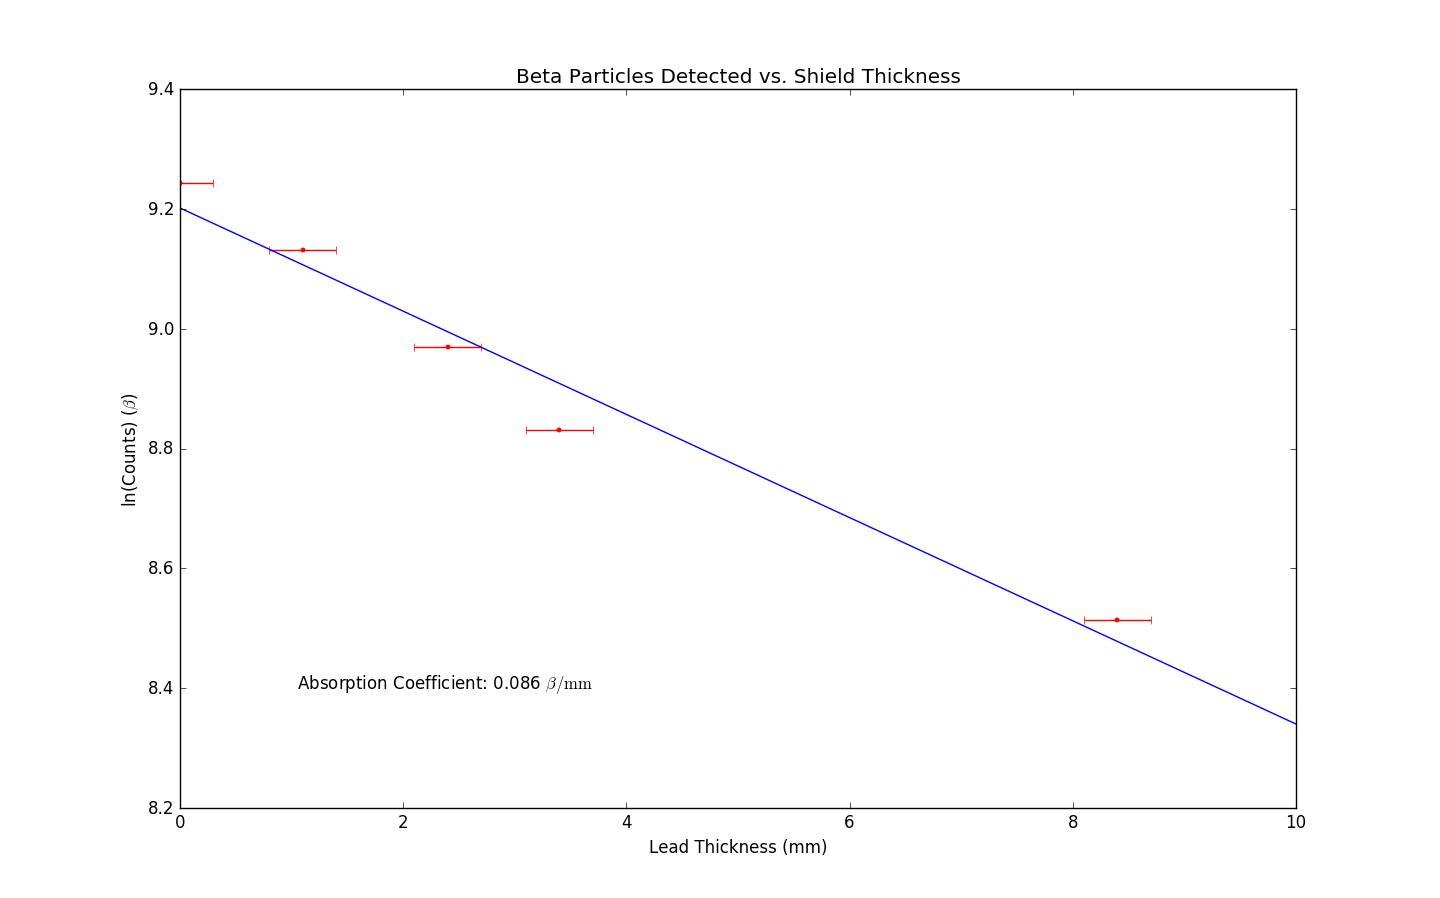 Beta Particles Detected vs. Shield Thickness
9.4
9.2
9.0
8.8
8.6
8.4
8.2
ln(Counts) (β)
Absorption Coefficient: 0.086 β/mm
0 2 4 6 8 10
Lead Thickness (mm)